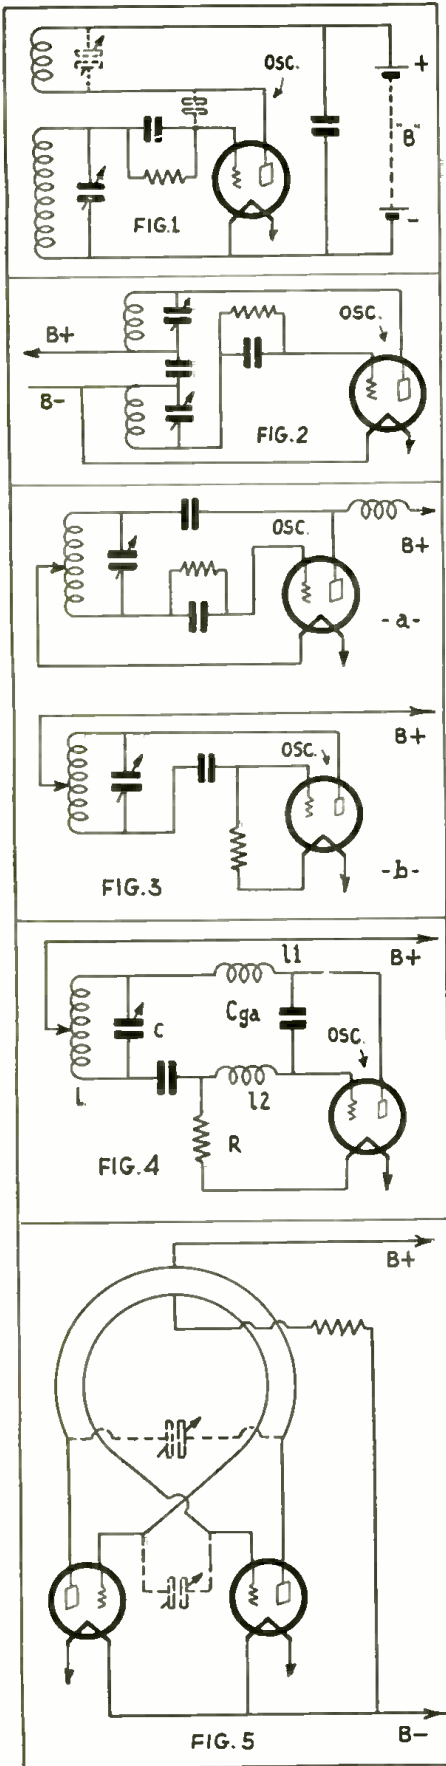 OSC.
+
"B"
-
FIG.1
B+
B-
OSC.
FIG.2
OSC.
B+
-a-
B+
OSC.
-b-
FIG.3
B+
l1
Cga
C
OSC.
L
l2
R
FIG.4
B+
B-
FIG.5